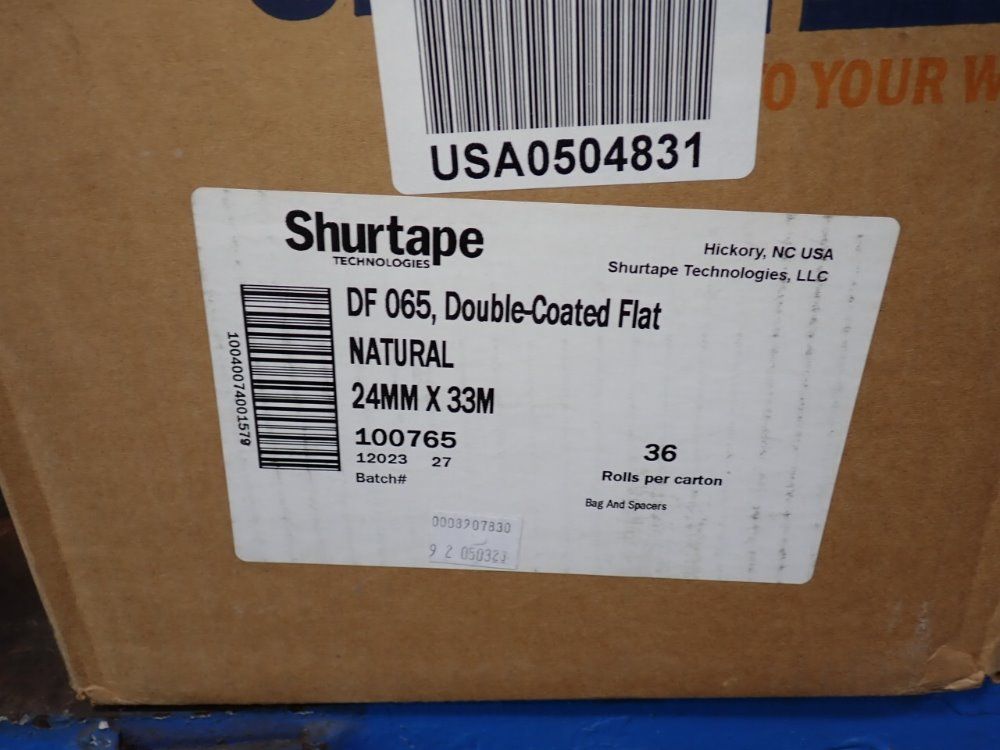 O YOUR W
USA0504831
Shurtape
TECHNOLOGIES
Hickory, NC USA
Shurtape Technologies, LLC
DF 065, Double-Coated Flat
NATURAL
24MM X 33M
10040074001579
100765
12023 27
Batch#
36
Rolls per carton
Bag And Spacers
0008907830
9 2 050323